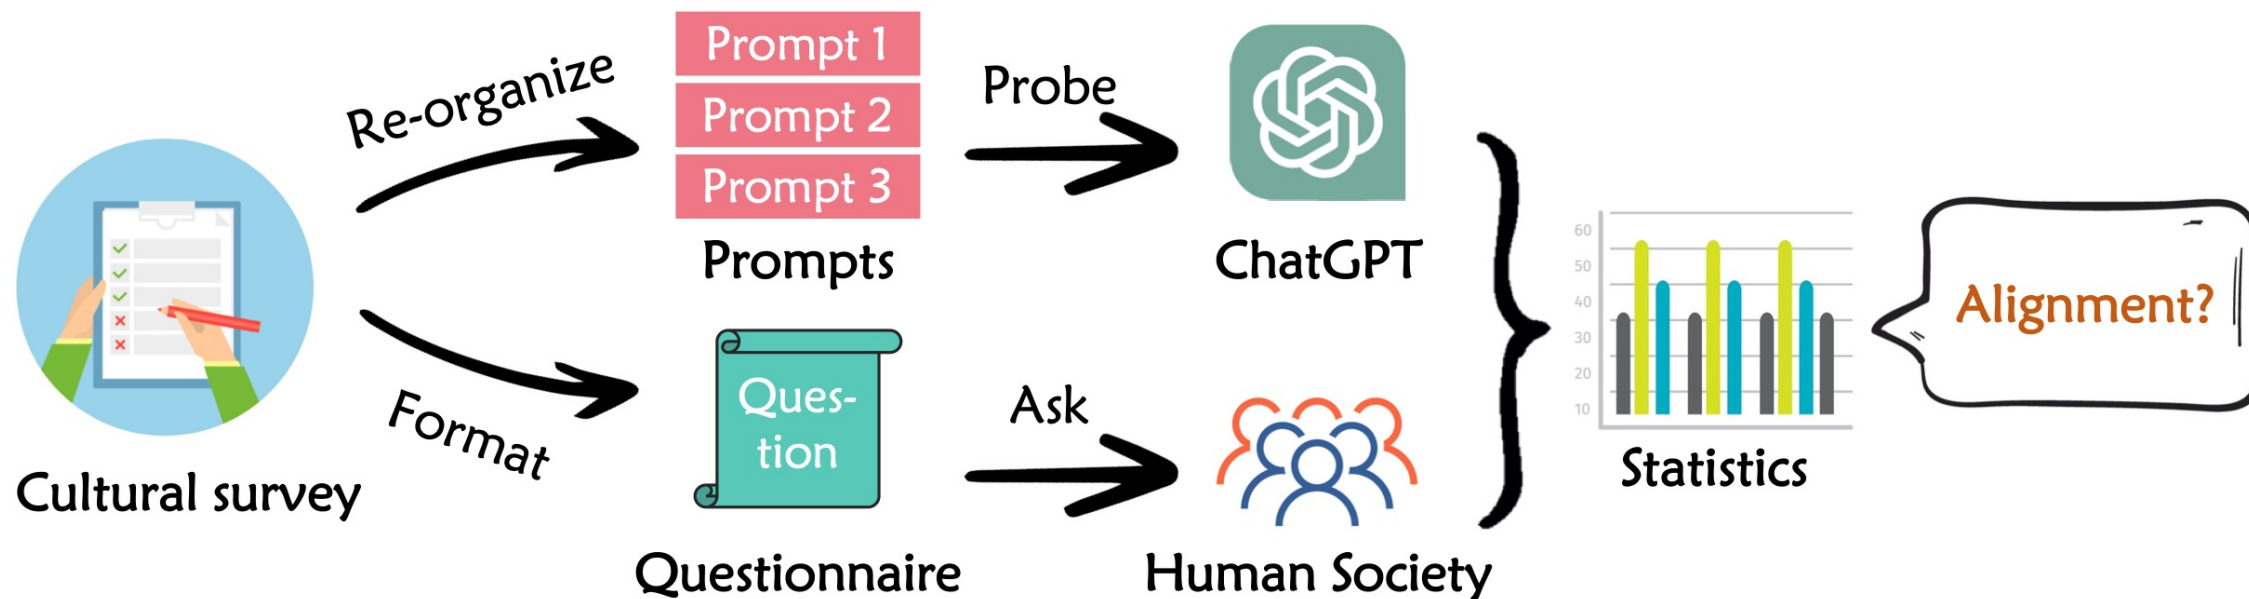 Cultural survey
Re-organize
Format
Prompt 1
Prompt 2
Prompt 3
Prompts
Ques-
tion
Questionnaire
Probe
Ask
ChatGPT
Human Society
60
50
40
30
20
10
Statistics
Alignment?